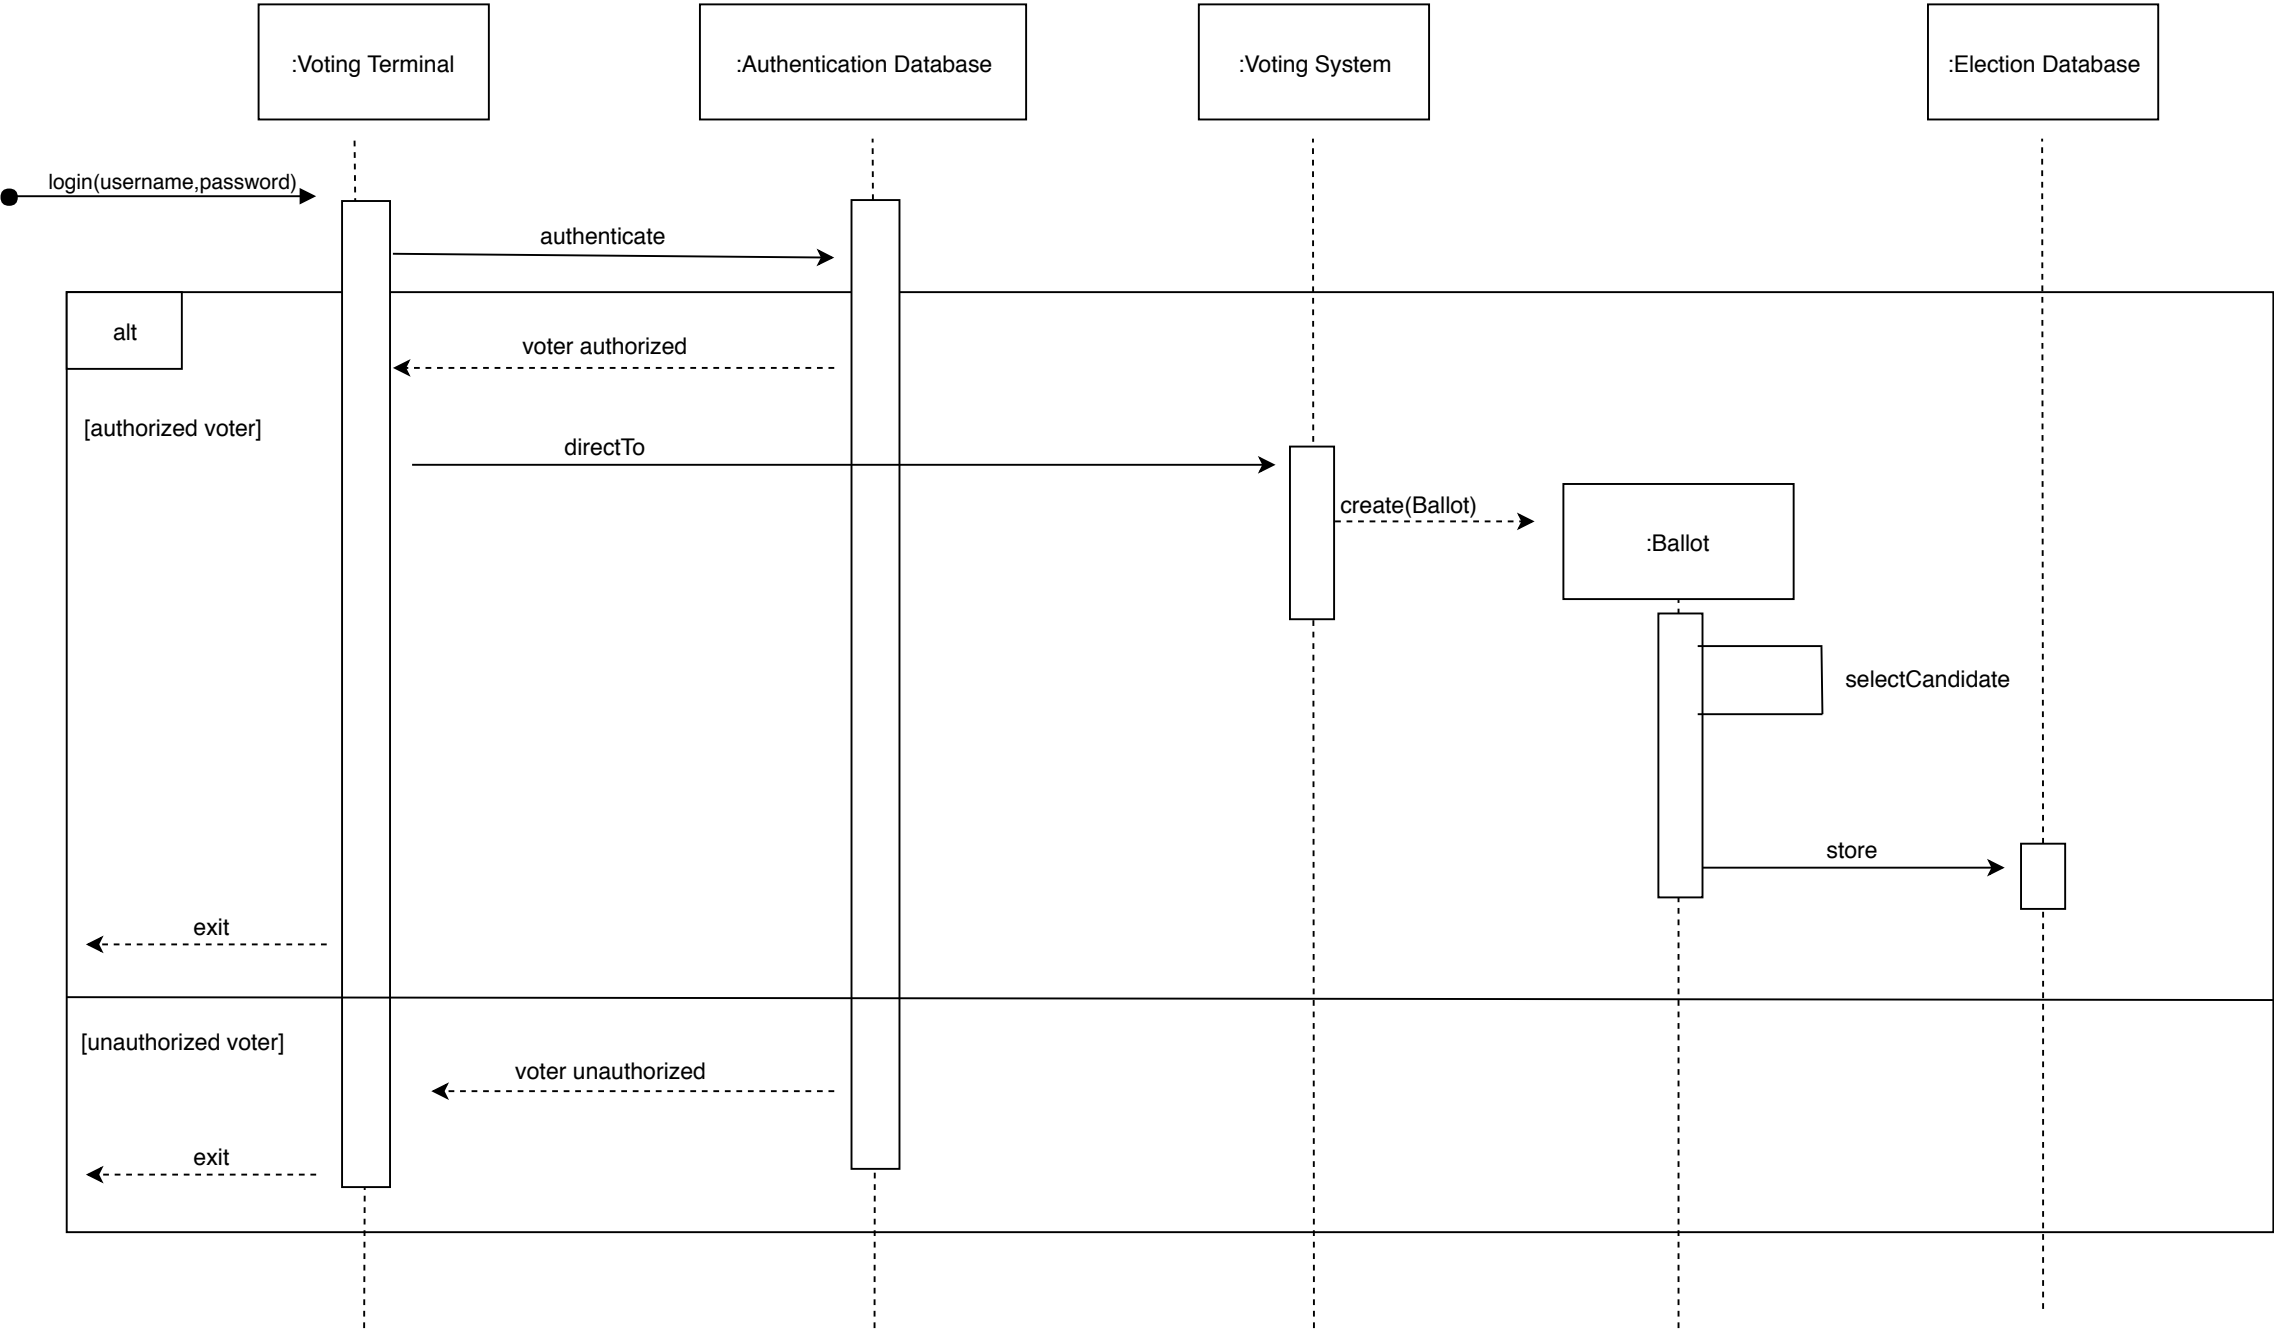 :Voting Terminal
:Authentication Database
:Voting System
:Election Database
login(username,password)
authenticate
alt
voter authorized
[authorized voter]
directTo
create(Ballot)
:Ballot
selectCandidate
store
exit
[unauthorized voter]
voter unauthorized
exit